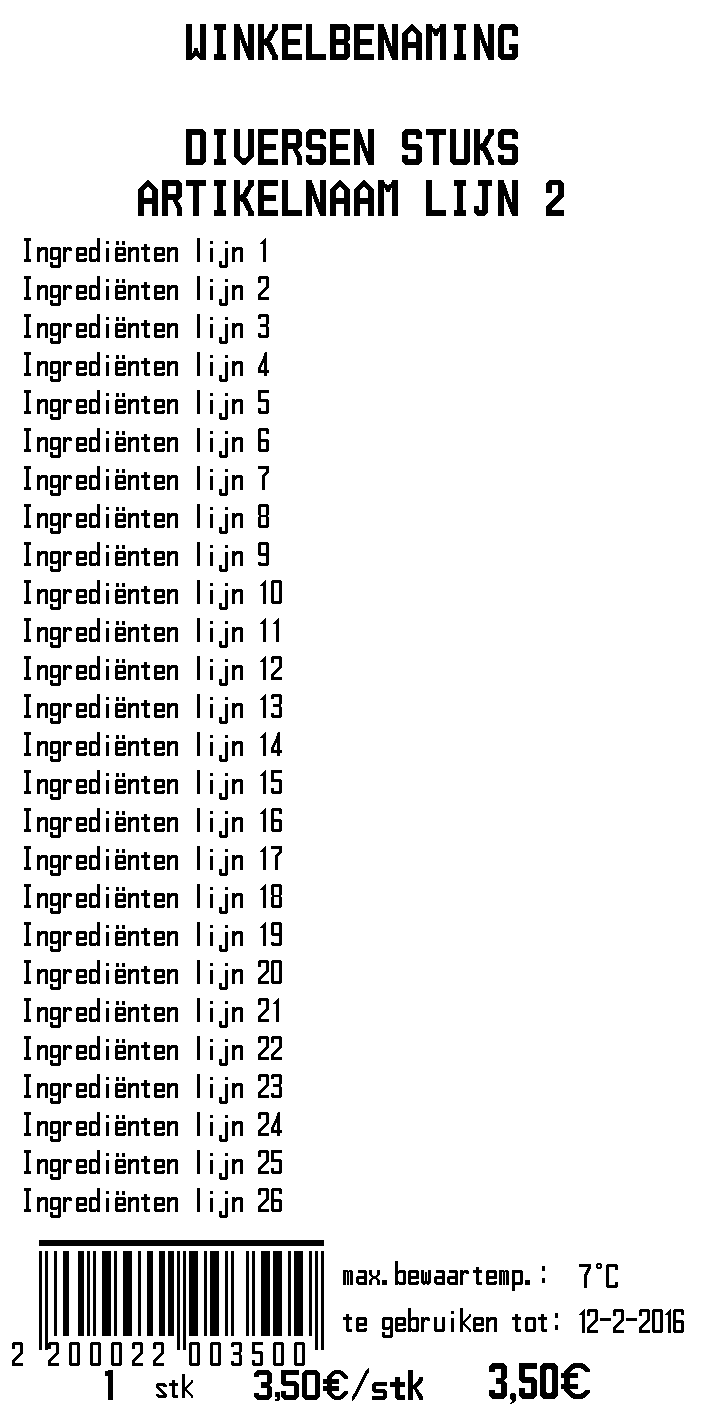 WINKELBENAMING
DIVERSEN STUKS
ARTIKELNAAM LIJN 2
Ingrediënten lijn 1
Ingrediënten lijn 2
Ingrediënten lijn 3
Ingrediënten lijn 4
Ingrediënten lijn 5
Ingrediënten lijn 6
Ingrediënten lijn 7
Ingrediënten lijn 8
Ingrediënten lijn 9
Ingrediënten lijn 10
Ingrediënten lijn 11
Ingrediënten lijn 12
Ingrediënten lijn 13
Ingrediënten lijn 14
Ingrediënten lijn 15
Ingrediënten lijn 16
Ingrediënten lijn 17
Ingrediënten lijn 18
Ingrediënten lijn 19
Ingrediënten lijn 20
Ingrediënten lijn 21
Ingrediënten lijn 22
Ingrediënten lijn 23
Ingrediënten lijn 24
Ingrediënten lijn 25
Ingrediënten lijn 26
max.bewaartemp.: 7°C
te gebruiken tot: 12-2-2016
2 200022 003500
1 stk 3,50€/stk 3,50€